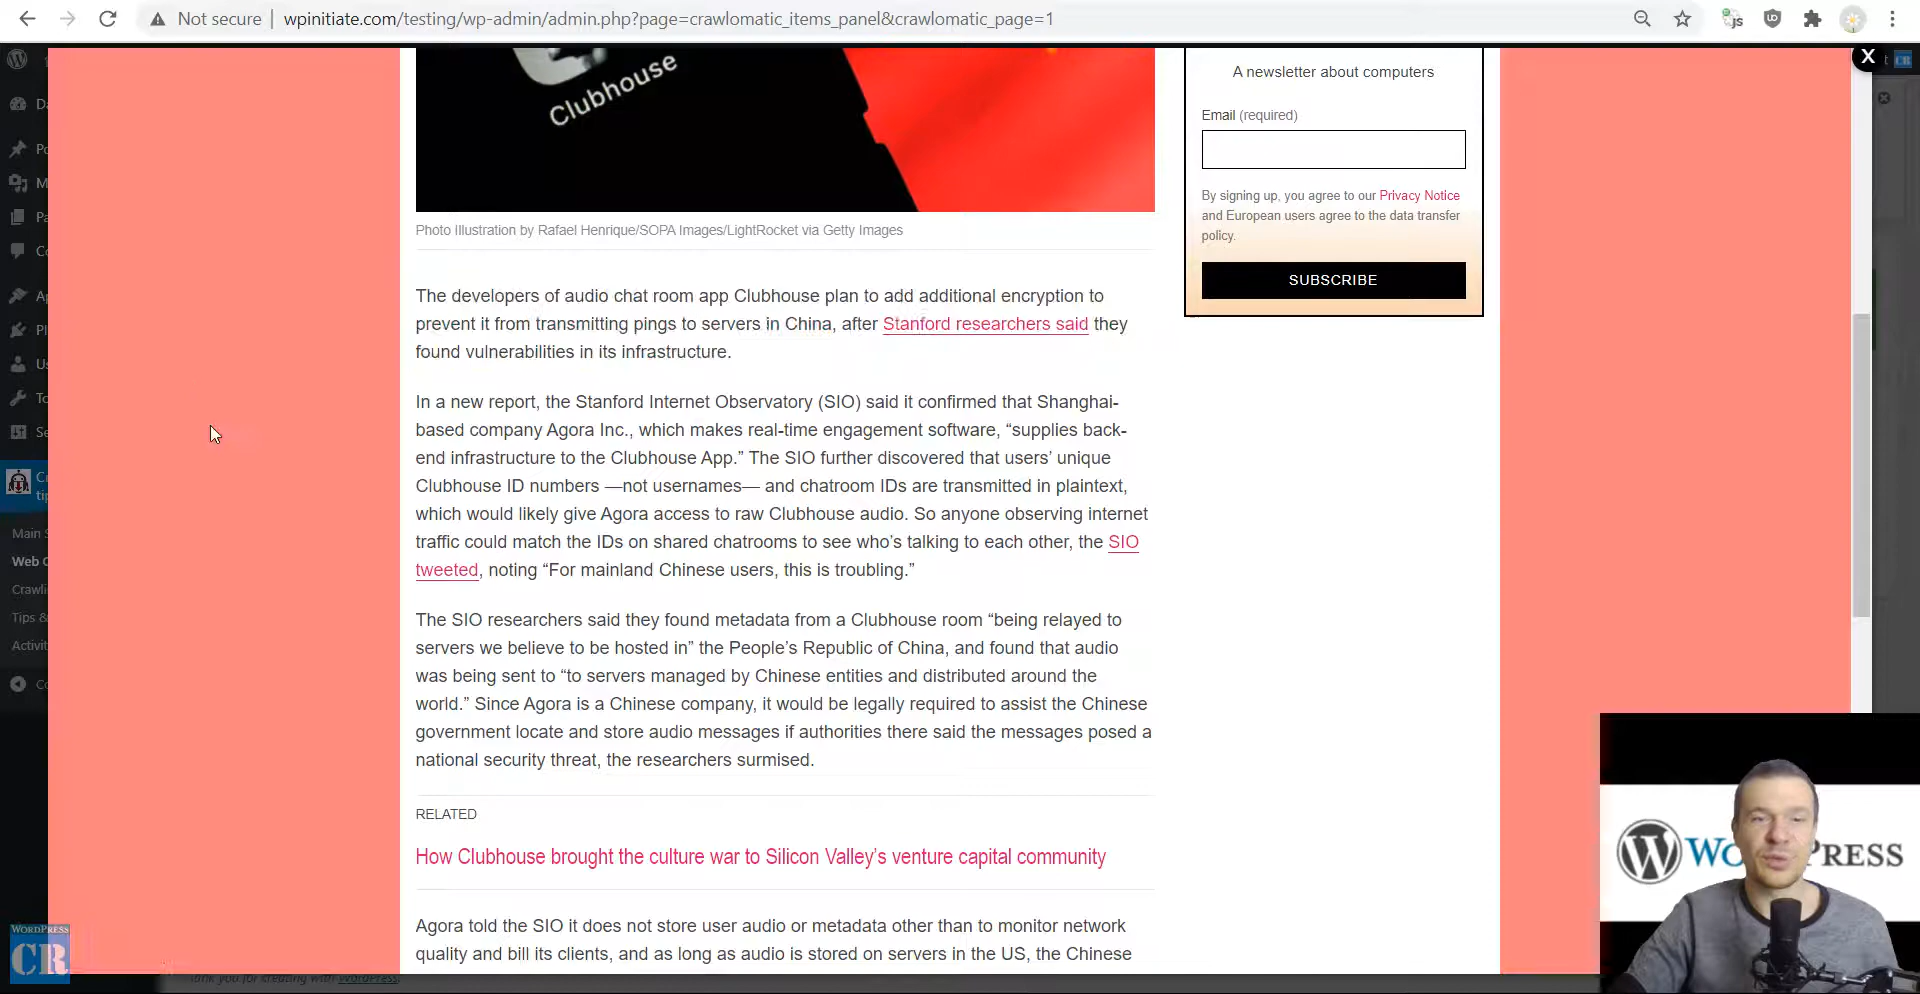 Not secure
wpinitiate.com/testing/wp-admin/admin.php?page=crawlomatic_items_panel&crawlomatic_page=1
X
Clubhouse
A newsletter about computers
Email (required)
By signing up, you agree to our Privacy Notice
and European users agree to the data transfer
policy.
SUBSCRIBE
Photo Illustration by Rafael Henrique/SOPA Images/LightRocket via Getty Images
The developers of audio chat room app Clubhouse plan to add additional encryption to
prevent it from transmitting pings to servers in China, after Stanford researchers said they
found vulnerabilities in its infrastructure.
In a new report, the Stanford Internet Observatory (SIO) said it confirmed that Shanghai-
based company Agora Inc., which makes real-time engagement software, “supplies back-
end infrastructure to the Clubhouse App.” The SIO further discovered that users’ unique
Clubhouse ID numbers —not usernames— and chatroom IDs are transmitted in plaintext,
which would likely give Agora access to raw Clubhouse audio. So anyone observing internet
traffic could match the IDs on shared chatrooms to see who’s talking to each other, the SIO
tweeted, noting “For mainland Chinese users, this is troubling.”
The SIO researchers said they found metadata from a Clubhouse room “being relayed to
servers we believe to be hosted in” the People’s Republic of China, and found that audio
was being sent to “to servers managed by Chinese entities and distributed around the
world.” Since Agora is a Chinese company, it would be legally required to assist the Chinese
government locate and store audio messages if authorities there said the messages posed a
national security threat, the researchers surmised.
RELATED
How Clubhouse brought the culture war to Silicon Valley’s venture capital community
Agora told the SIO it does not store user audio or metadata other than to monitor network
quality and bill its clients, and as long as audio is stored on servers in the US, the Chinese
Main S
Web C
Crawli
Tips &
Activit
WORDPRESS
CR
Thank you for creating with WordPress.